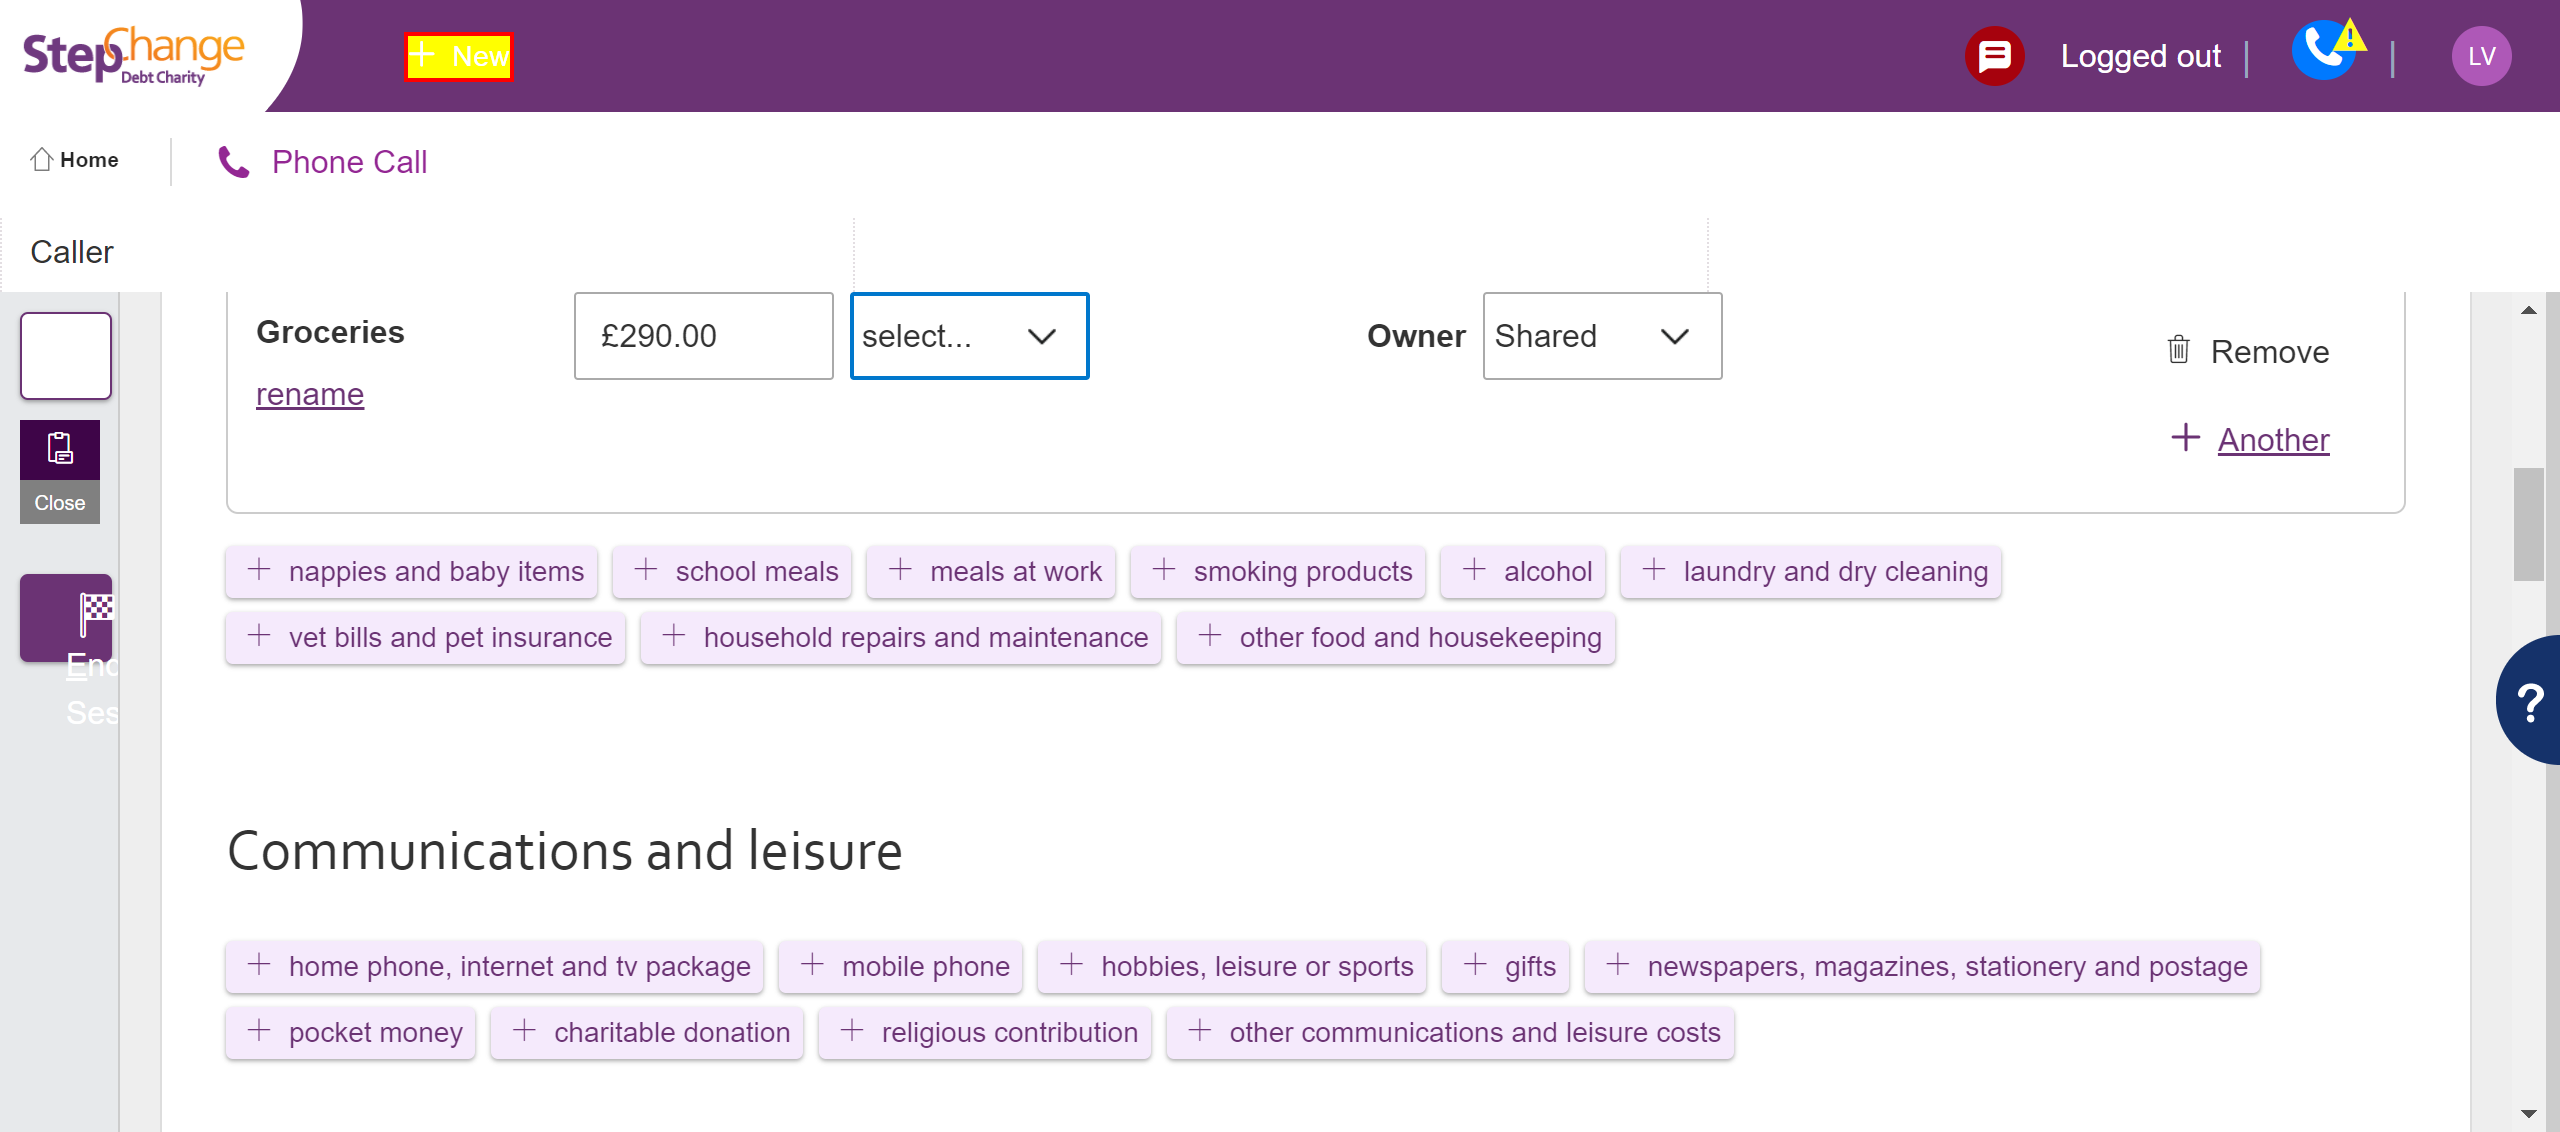 StepChange
Debt Charity
+ New
Logged out
LV
Home
Phone Call
Caller
Groceries
£290.00
select...
Owner
Shared
Remove
rename
+ Another
Close
+ nappies and baby items
+ school meals
+ meals at work
+ smoking products
+ alcohol
+ laundry and dry cleaning
+ vet bills and pet insurance
+ household repairs and maintenance
+ other food and housekeeping
End
Ses
?
Communications and leisure
+ home phone, internet and tv package
+ mobile phone
+ hobbies, leisure or sports
+ gifts
+ newspapers, magazines, stationery and postage
+ pocket money
+ charitable donation
+ religious contribution
+ other communications and leisure costs